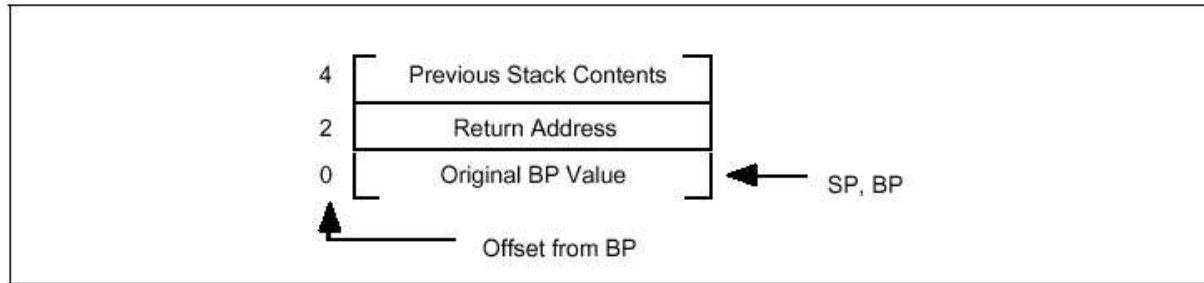 4 Previous Stack Contents
2 Return Address
0 Original BP Value
SP, BP
Offset from BP